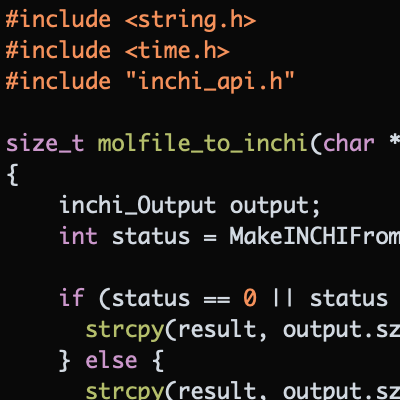 #include <string.h>
#include <time.h>
#include "inchi_api.h"
size_t molfile_to_inchi(char *
{
inchi_Output output;
int status = MakeINCHIFrom
if (status == 0 || status
strcpy(result, output.sz
} else {
strcpy(result, output.sz